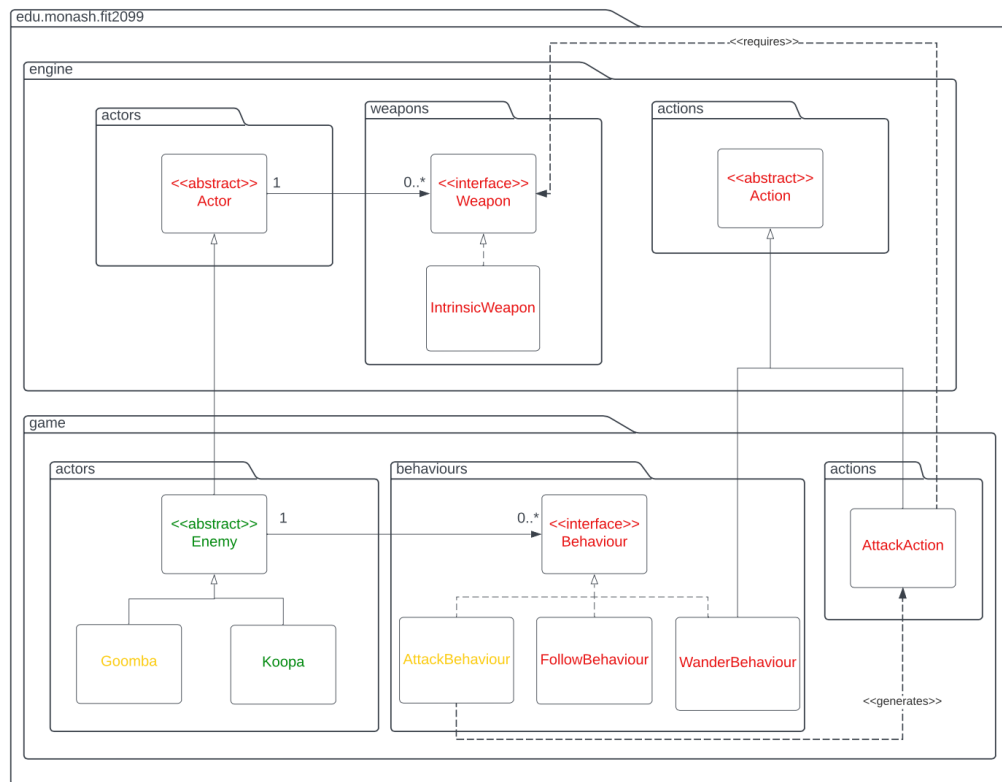 edu.monash.fit2099
<<requires>>
engine
actors
weapons
actions
<<abstract>>
Actor
1
0..*
<<interface>>
Weapon
<<abstract>>
Action
IntrinsicWeapon
game
actors
behaviours
actions
<<abstract>>
Enemy
1
0..*
<<interface>>
Behaviour
AttackAction
Goomba
Koopa
AttackBehaviour
FollowBehaviour
WanderBehaviour
<<generates>>